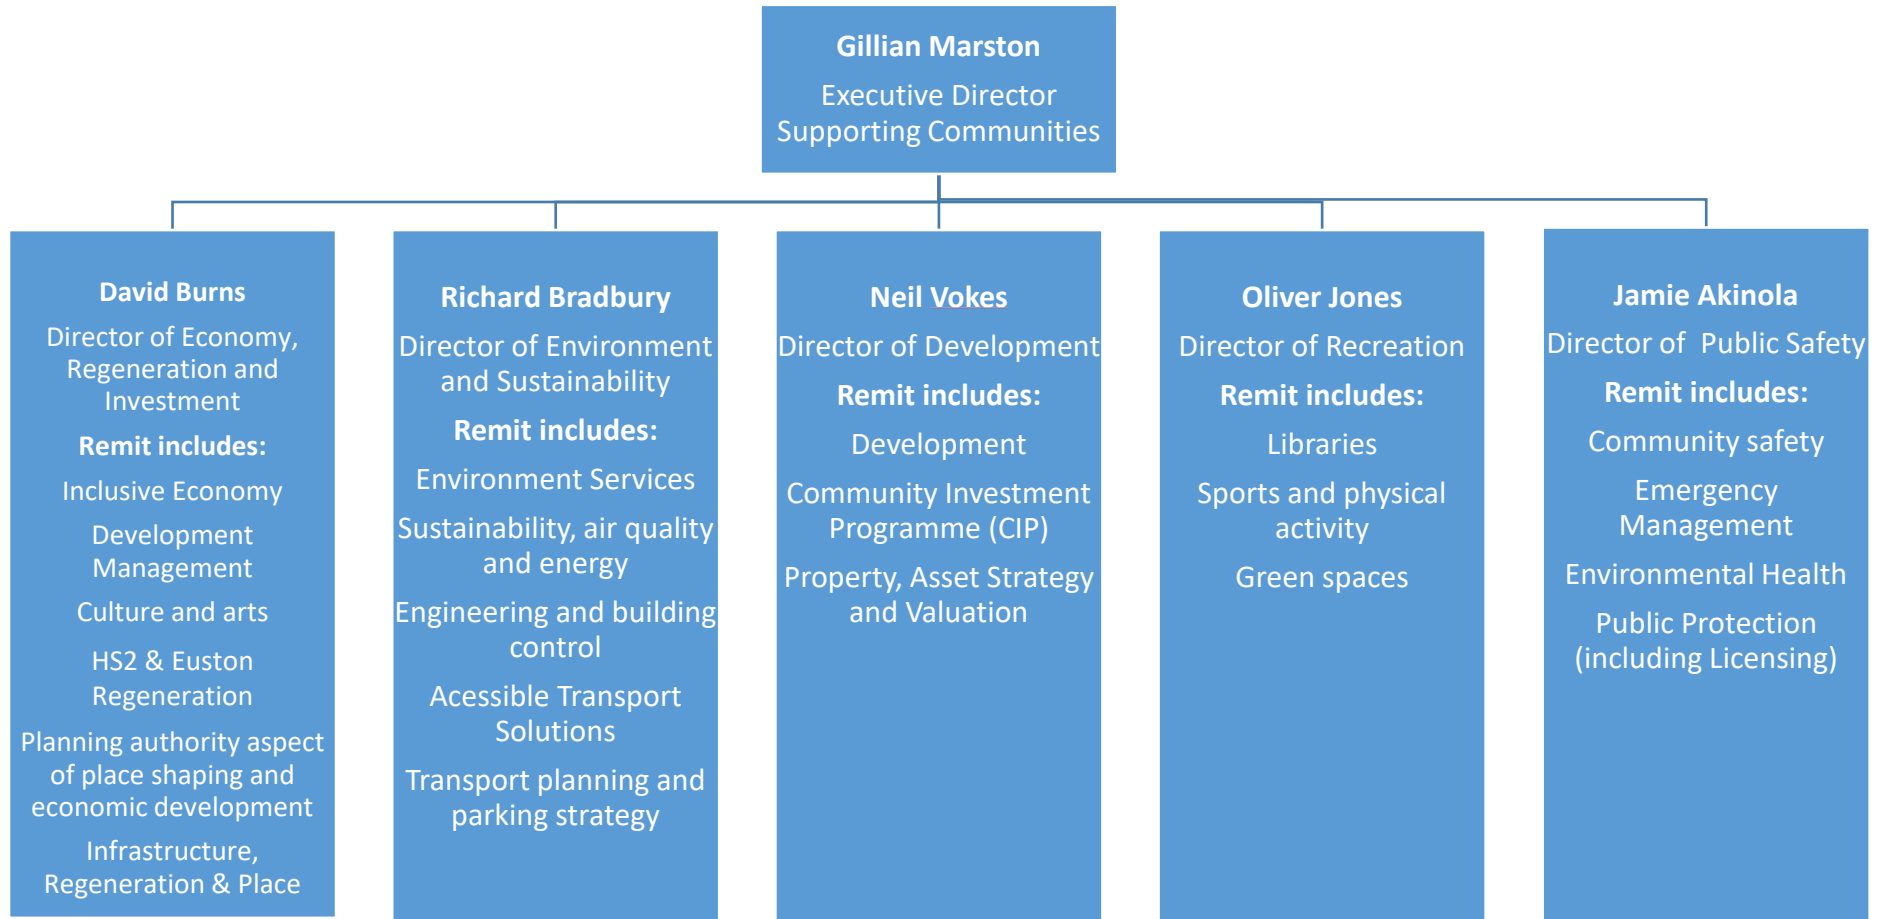 Gillian Marston
Executive Director
Supporting Communities
David Burns
Director of Economy,
Regeneration and
Investment
Remit includes:
Inclusive Economy
Development
Management
Culture and arts
HS2 & Euston
Regeneration
Planning authority aspect
of place shaping and
economic development
Infrastructure,
Regeneration & Place
Richard Bradbury
Director of Environment
and Sustainability
Remit includes:
Environment Services
Sustainability, air quality
and energy
Engineering and building
control
Acessible Transport
Solutions
Transport planning and
parking strategy
Neil Vokes
Director of Development
Remit includes:
Development
Community Investment
Programme (CIP)
Property, Asset Strategy
and Valuation
Oliver Jones
Director of Recreation
Remit includes:
Libraries
Sports and physical
activity
Green spaces
Jamie Akinola
Director of  Public Safety
Remit includes:
Community safety
Emergency
Management
Environmental Health
Public Protection
(including Licensing)